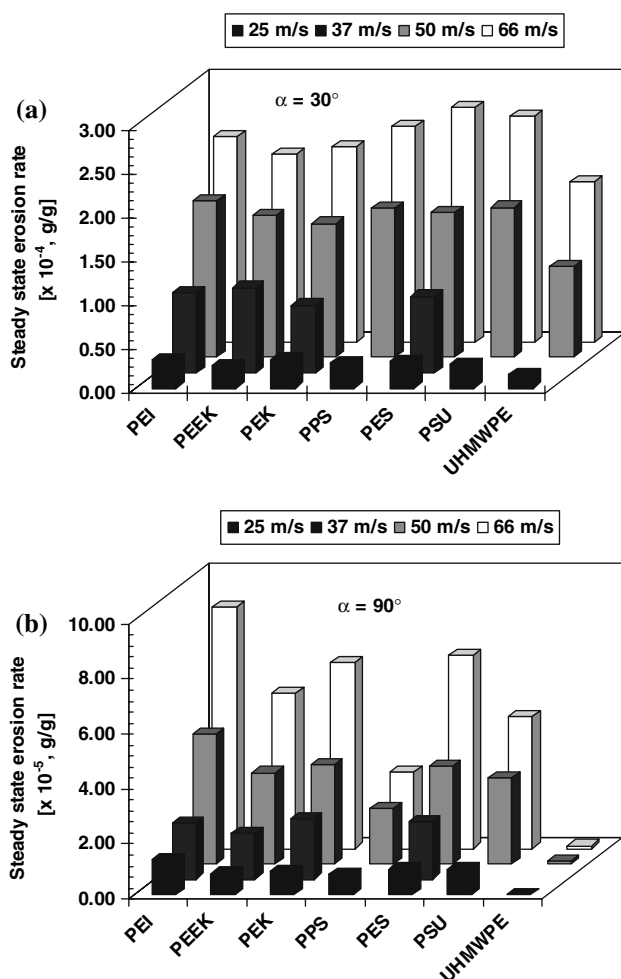 25 m/s 37 m/s 50 m/s 66 m/s
(a)
α = 30°
Steady state erosion rate
[x 10⁻⁴, g/g]
3.00
2.50
2.00
1.50
1.00
0.50
0.00
PEI PEEK PEK PPS PES PSU UHMWPE
25 m/s 37 m/s 50 m/s 66 m/s
(b)
α = 90°
Steady state erosion rate
[x 10⁻⁵, g/g]
10.00
8.00
6.00
4.00
2.00
0.00
PEI PEEK PEK PPS PES PSU UHMWPE